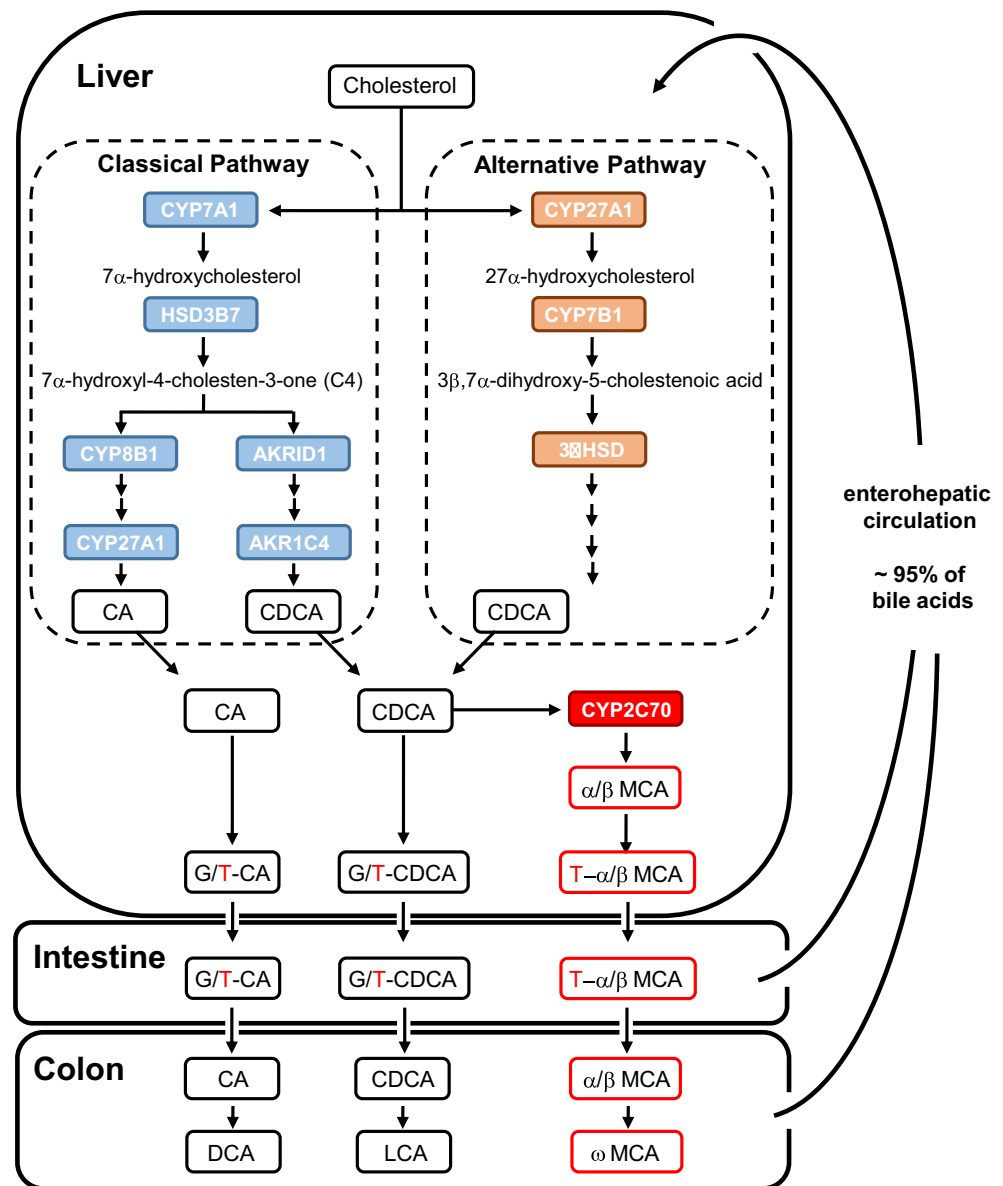 Liver
Cholesterol
Classical Pathway
Alternative Pathway
CYP7A1
CYP27A1
7α-hydroxycholesterol
27α-hydroxycholesterol
HSD3B7
CYP7B1
7α-hydroxyl-4-cholesten-3-one (C4)
3β,7α-dihydroxy-5-cholestenoic acid
CYP8B1
AKRID1
3⍰HSD
CYP27A1
AKR1C4
CA
CDCA
CDCA
enterohepatic
circulation
~ 95% of
bile acids
CA
CDCA
CYP2C70
α/β MCA
G/T-CA
G/T-CDCA
T–α/β MCA
Intestine
G/T-CA
G/T-CDCA
T–α/β MCA
Colon
CA
CDCA
α/β MCA
DCA
LCA
ω MCA